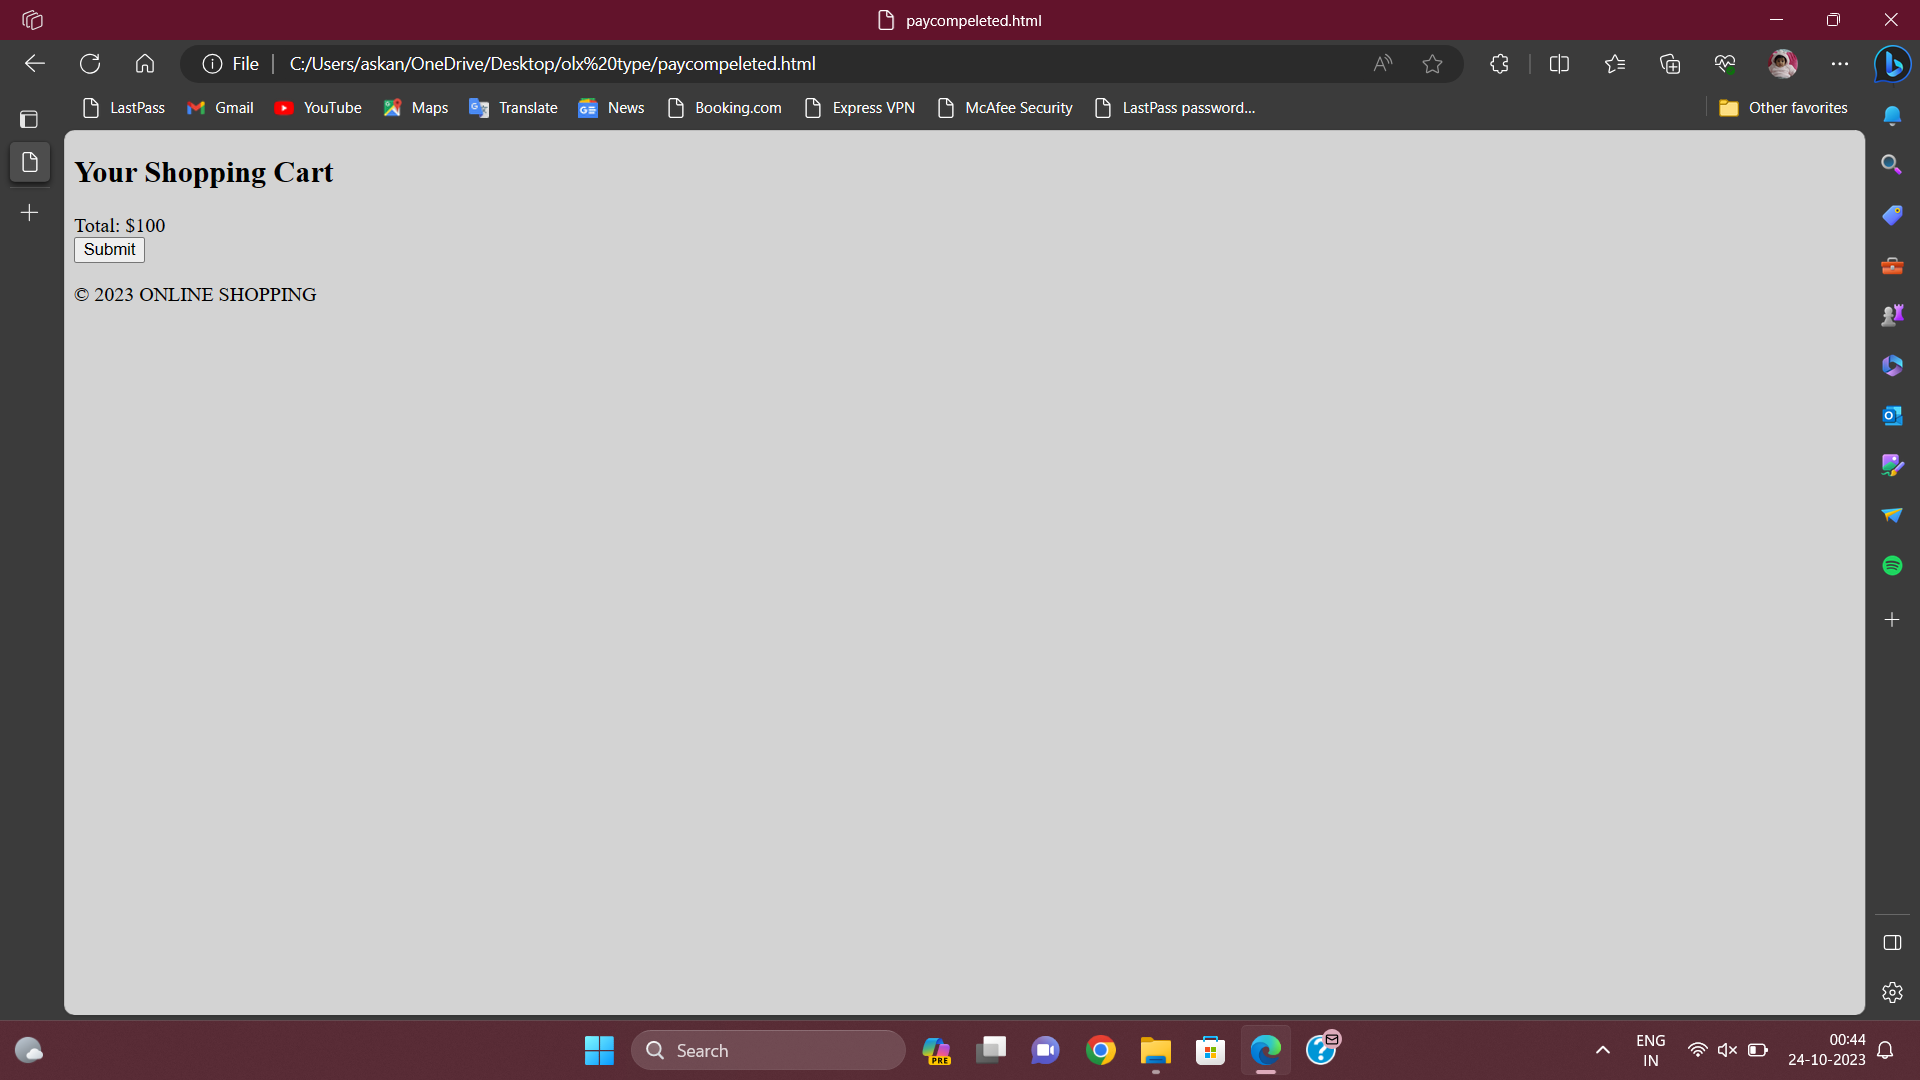 paycompeleted.html
File
C:/Users/askan/OneDrive/Desktop/olx%20type/paycompeleted.html
LastPass
Gmail
YouTube
Maps
Translate
News
Booking.com
Express VPN
McAfee Security
LastPass password...
Other favorites
Your Shopping Cart
Total: $100
Submit
© 2023 ONLINE SHOPPING
Search
PRE
ENG
IN
00:44
24-10-2023